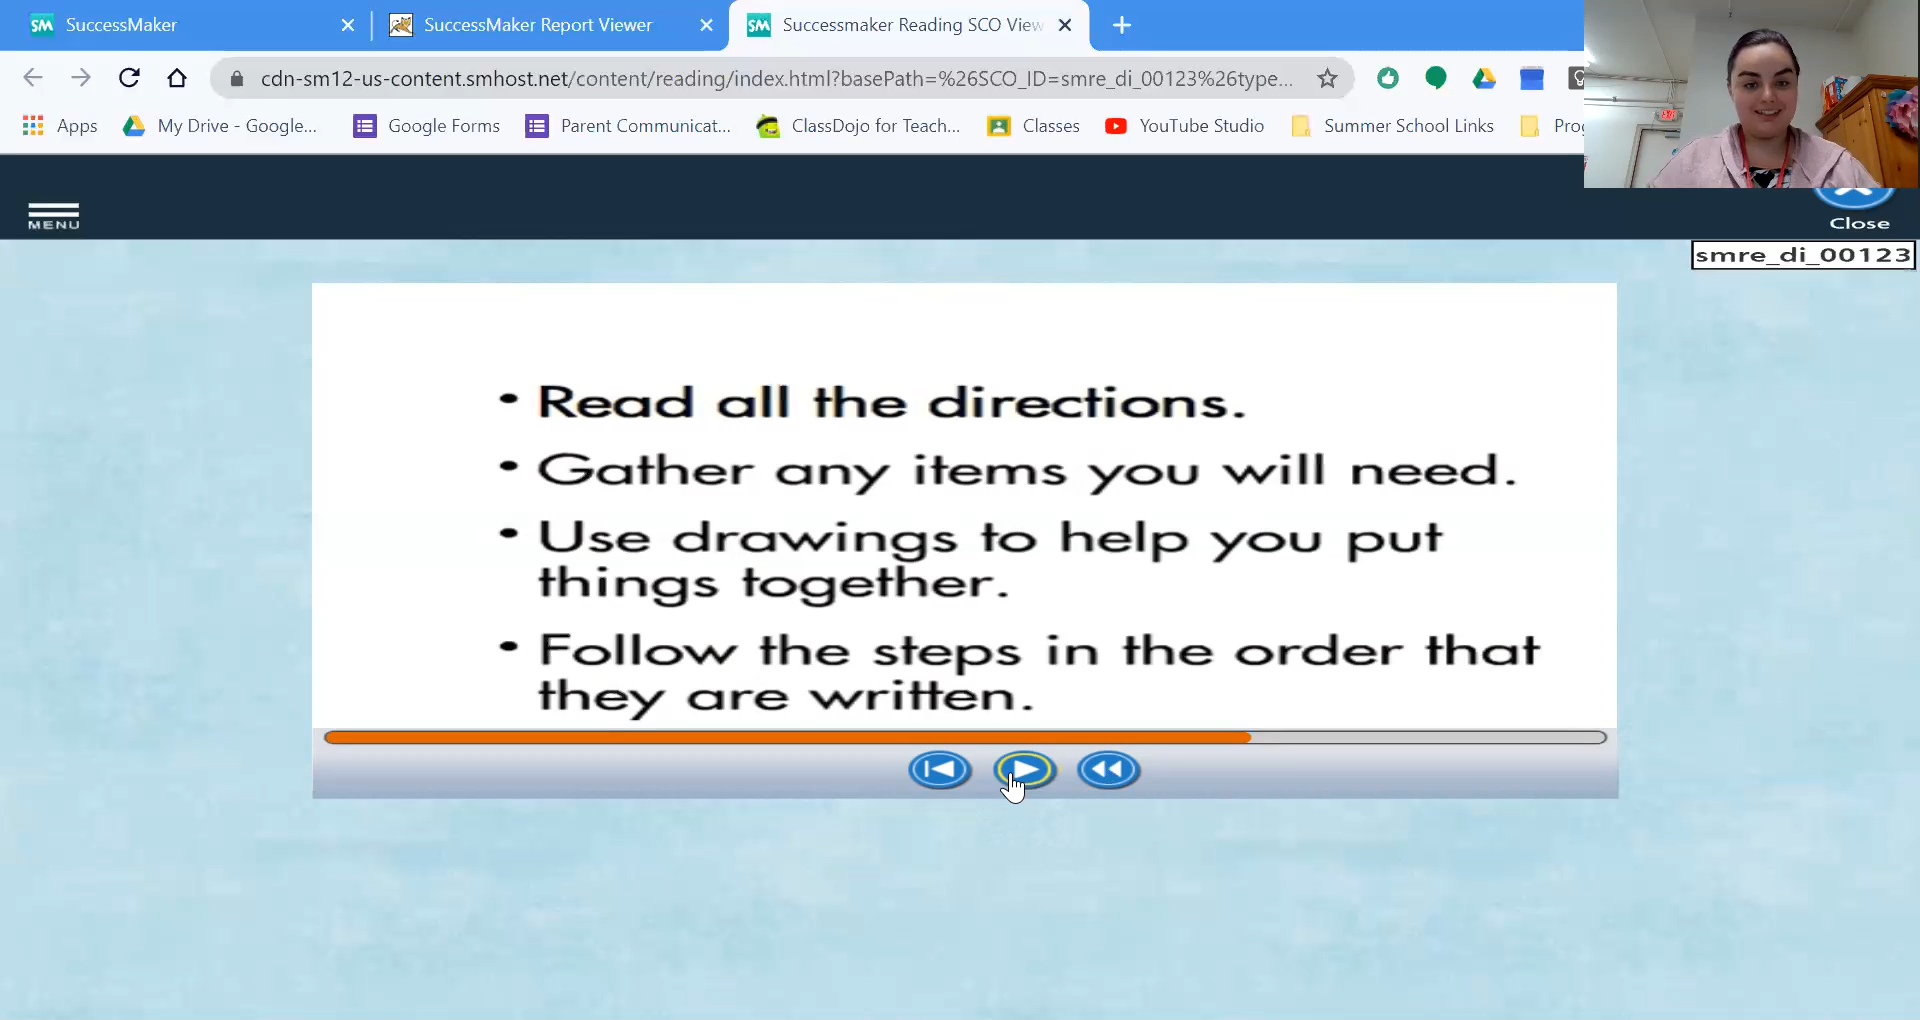 SuccessMaker
SuccessMaker Report Viewer
Successmaker Reading SCO View
cdn-sm12-us-content.smhost.net/content/reading/index.html?basePath=%26SCO_ID=smre_di_00123%26type...
Apps
My Drive - Google...
Google Forms
Parent Communicat...
ClassDojo for Teach...
Classes
YouTube Studio
Summer School Links
Prog
MENU
Close
smre_di_00123
• Read all the directions.
• Gather any items you will need.
• Use drawings to help you put
things together.
• Follow the steps in the order that
they are written.